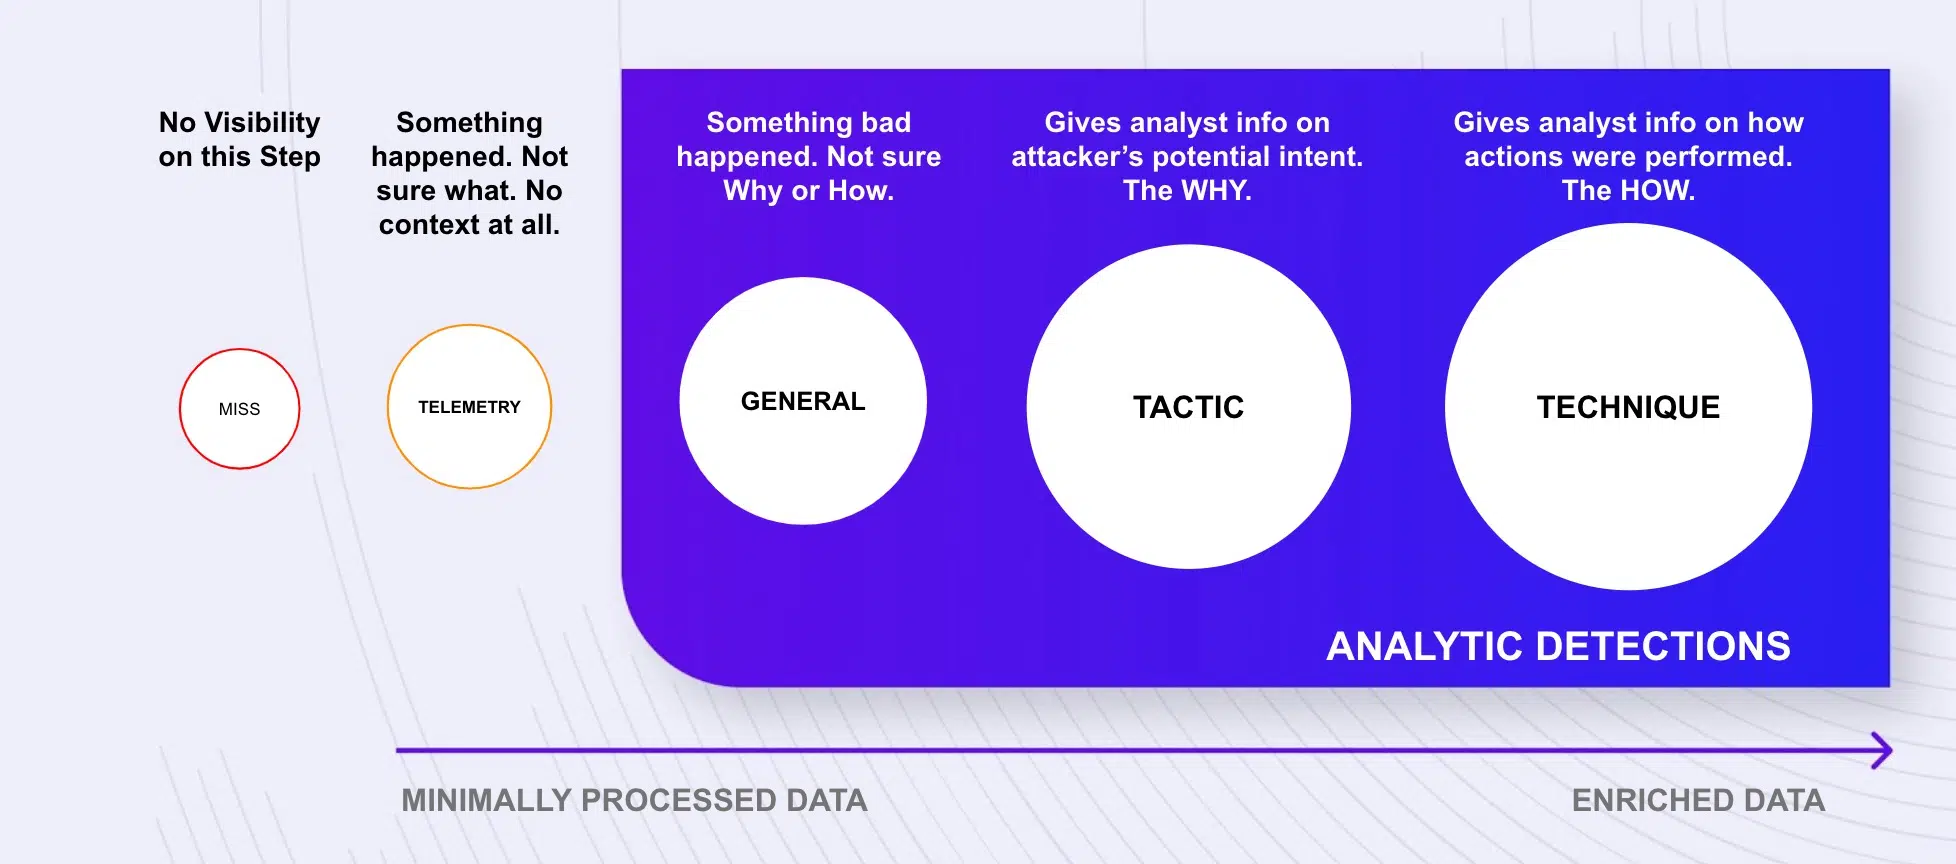 No Visibility
on this Step
Something
happened. Not
sure what. No
context at all.
Something bad
happened. Not sure
Why or How.
Gives analyst info on
attacker’s potential intent.
The WHY.
Gives analyst info on how
actions were performed.
The HOW.
MISS
TELEMETRY
GENERAL
TACTIC
TECHNIQUE
ANALYTIC DETECTIONS
MINIMALLY PROCESSED DATA
ENRICHED DATA